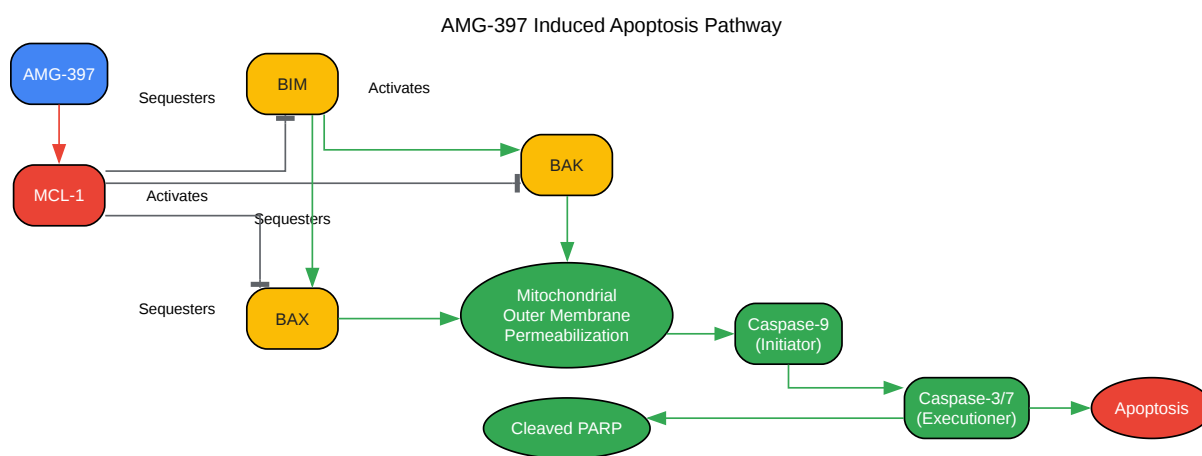 AMG-397 Induced Apoptosis Pathway
AMG-397
BIM
Activates
Sequesters
BAK
MCL-1
Activates
Sequesters
Sequesters
BAX
Mitochondrial
Outer Membrane
Permeabilization
Caspase-9
(Initiator)
Caspase-3/7
(Executioner)
Apoptosis
Cleaved PARP